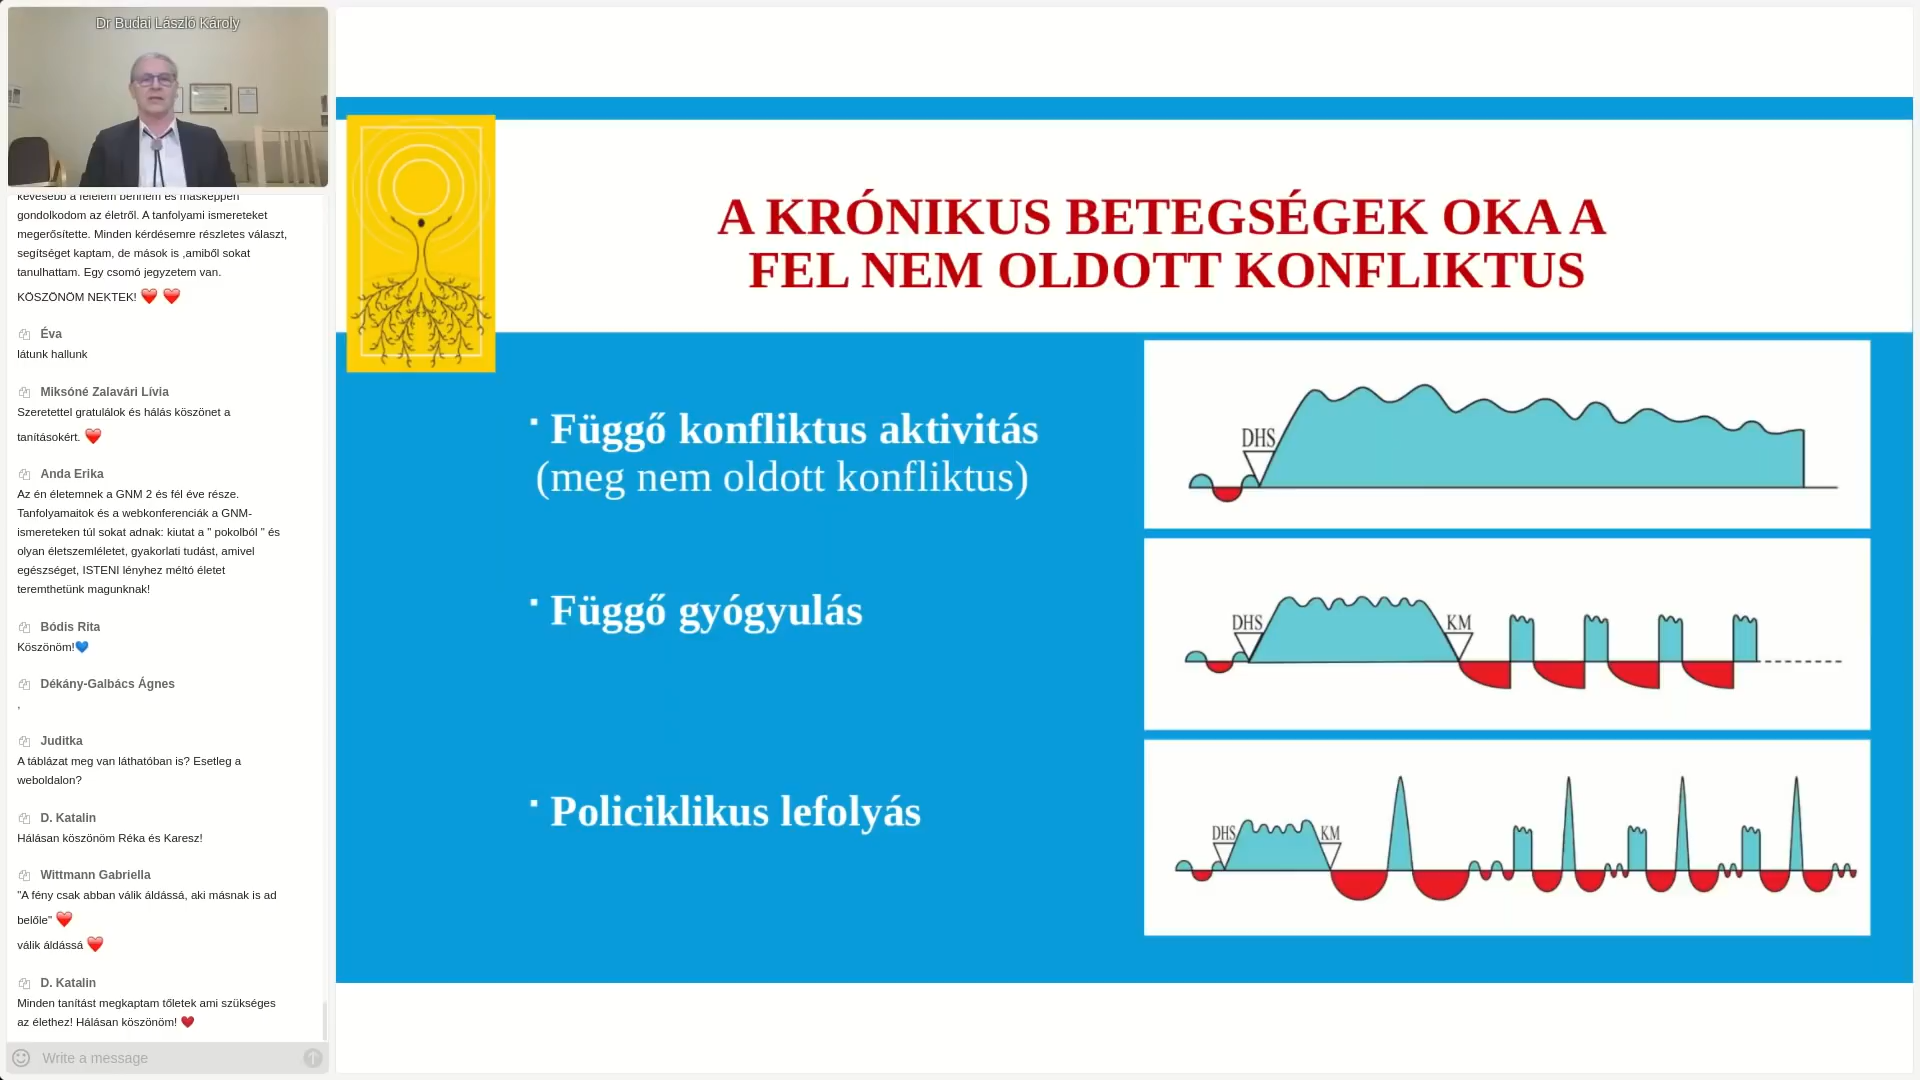 Dr Budai László Károly
kevesebb a félelem bennem és másképpen
gondolkodom az életről. A tanfolyami ismereteket
megerősítette. Minden kérdésemre részletes választ,
segítséget kaptam, de mások is ,amiből sokat
tanulhattam. Egy csomó jegyzetem van.
KÖSZÖNÖM NEKTEK! ❤️ ❤️
Éva
látunk hallunk
Miksóné Zalavári Lívia
Szeretettel gratulálok és hálás köszönet a
tanításokért. ❤️
Anda Erika
Az én életemnek a GNM 2 és fél éve része.
Tanfolyamaitok és a webkonferenciák a GNM-
ismereteken túl sokat adnak: kiutat a " pokolból " és
olyan életszemléletet, gyakorlati tudást, amivel
egészséget, ISTENI lényhez méltó életet
teremthetünk magunknak!
Bódis Rita
Köszönöm!💙
Dékány-Galbács Ágnes
,
Juditka
A táblázat meg van láthatóban is? Esetleg a
weboldalon?
D. Katalin
Hálásan köszönöm Réka és Karesz!
Wittmann Gabriella
"A fény csak abban válik áldássá, aki másnak is ad
belőle" ❤️
válik áldássá ❤️
D. Katalin
Minden tanítást megkaptam tőletek ami szükséges
az élethez! Hálásan köszönöm! ❤️
Write a message
A KRÓNIKUS BETEGSÉGEK OKA A
FEL NEM OLDOTT KONFLIKTUS
▪ Függő konfliktus aktivitás
(meg nem oldott konfliktus)
DHS
▪ Függő gyógyulás
DHS KM
▪ Policiklikus lefolyás
DHS KM